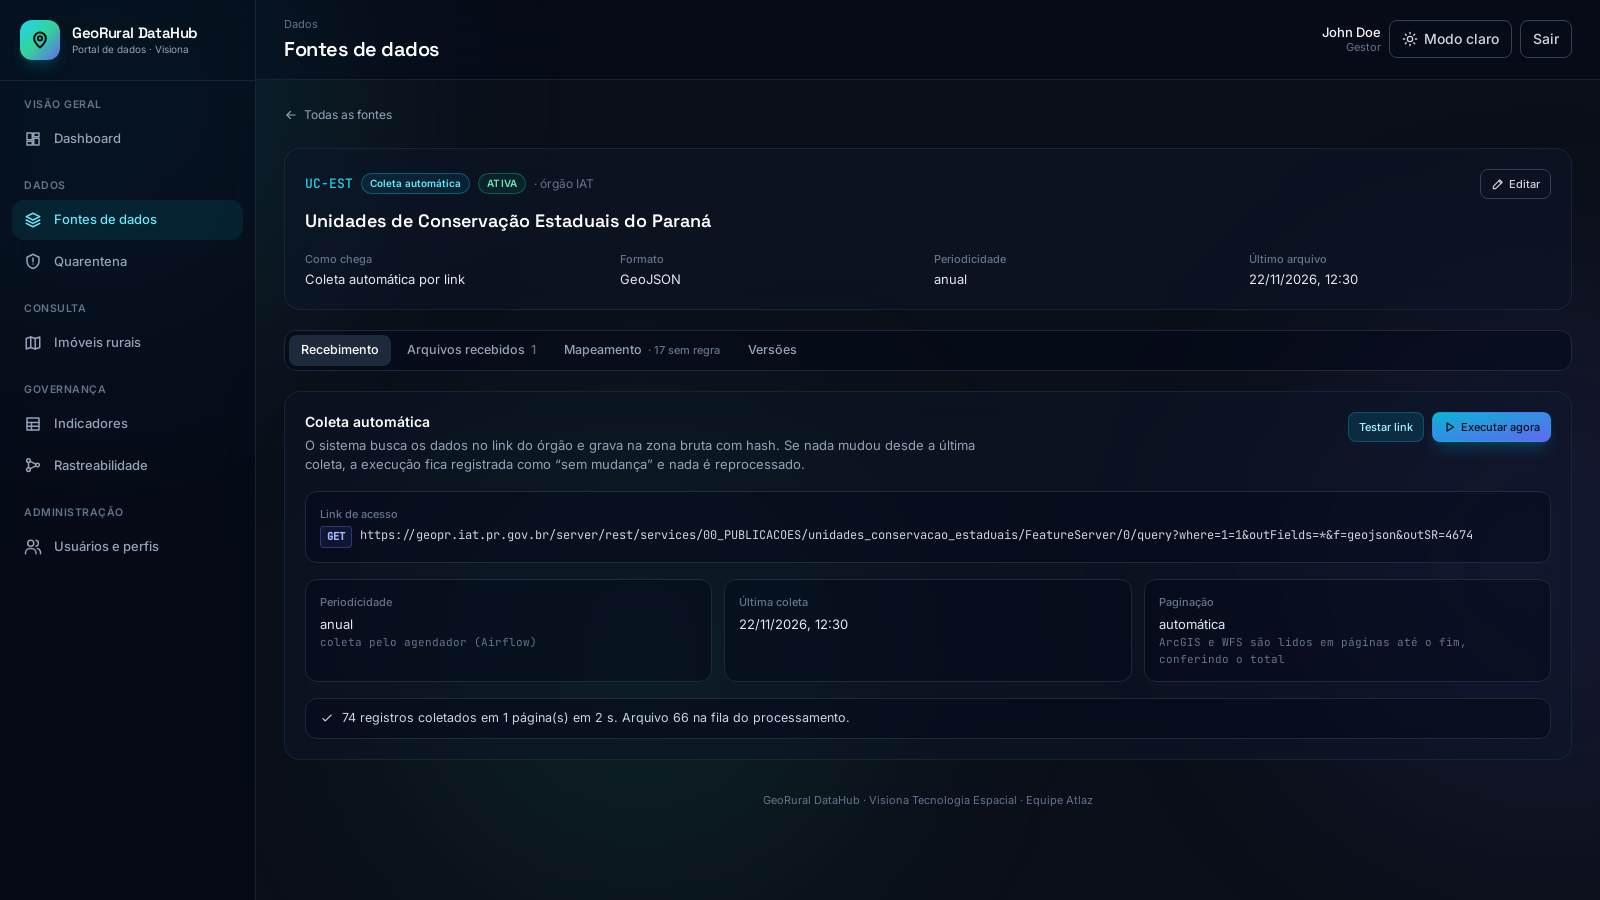 GeoRural DataHub
Portal de dados · Visiona
VISÃO GERAL
Dashboard
DADOS
Fontes de dados
Quarentena
CONSULTA
Imóveis rurais
GOVERNANÇA
Indicadores
Rastreabilidade
ADMINISTRAÇÃO
Usuários e perfis
Dados
Fontes de dados
John Doe
Gestor
Modo claro
Sair
Todas as fontes
UC-EST Coleta automática ATIVA · órgão IAT
Editar
Unidades de Conservação Estaduais do Paraná
Como chega
Coleta automática por link
Formato
GeoJSON
Periodicidade
anual
Último arquivo
22/11/2026, 12:30
Recebimento Arquivos recebidos 1 Mapeamento · 17 sem regra Versões
Coleta automática
O sistema busca os dados no link do órgão e grava na zona bruta com hash. Se nada mudou desde a última
coleta, a execução fica registrada como “sem mudança” e nada é reprocessado.
Testar link
Executar agora
Link de acesso
GET https://geopr.iat.pr.gov.br/server/rest/services/00_PUBLICACOES/unidades_conservacao_estaduais/FeatureServer/0/query?where=1=1&outFields=*&f=geojson&outSR=4674
Periodicidade
anual
coleta pelo agendador (Airflow)
Última coleta
22/11/2026, 12:30
Paginação
automática
ArcGIS e WFS são lidos em páginas até o fim,
conferindo o total
74 registros coletados em 1 página(s) em 2 s. Arquivo 66 na fila do processamento.
GeoRural DataHub · Visiona Tecnologia Espacial · Equipe Atlaz